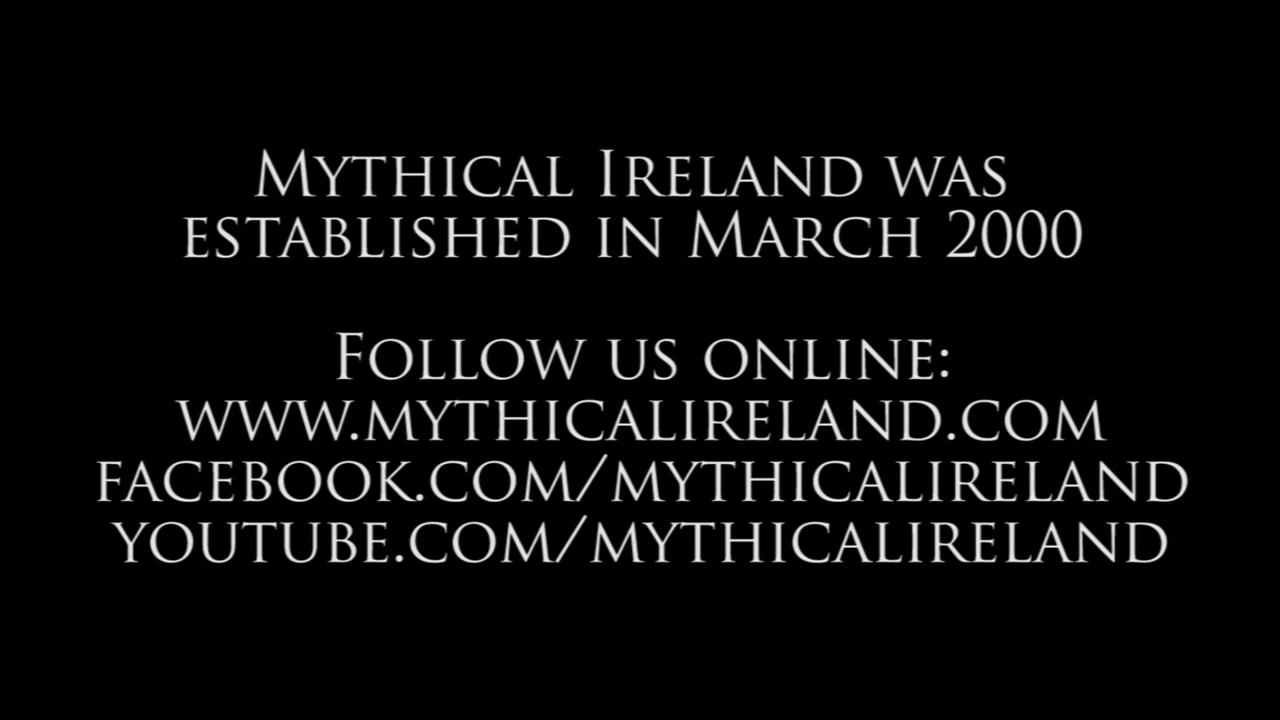 Mythical Ireland was
established in March 2000
Follow us online:
www.mythicalireland.com
facebook.com/mythicalireland
youtube.com/mythicalireland